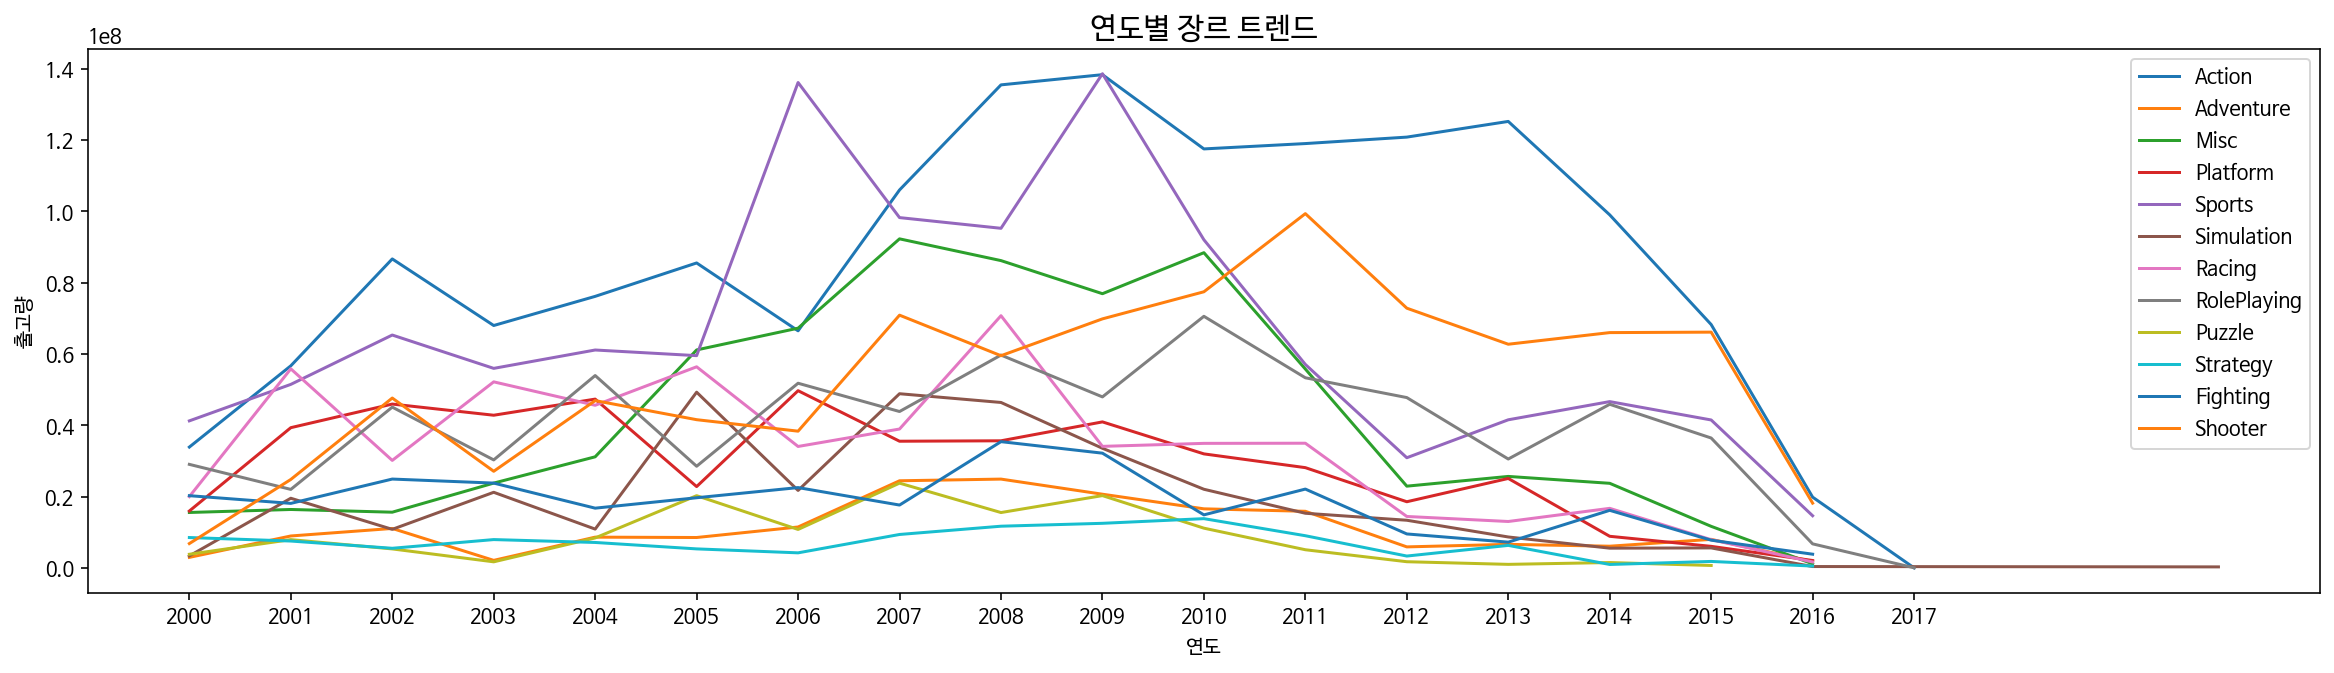 연도별 장르 트렌드
1e8
1.4
1.2
1.0
0.8
0.6
0.4
0.2
0.0
출고량
2000 2001 2002 2003 2004 2005 2006 2007 2008 2009 2010 2011 2012 2013 2014 2015 2016 2017
연도
Action
Adventure
Misc
Platform
Sports
Simulation
Racing
RolePlaying
Puzzle
Strategy
Fighting
Shooter